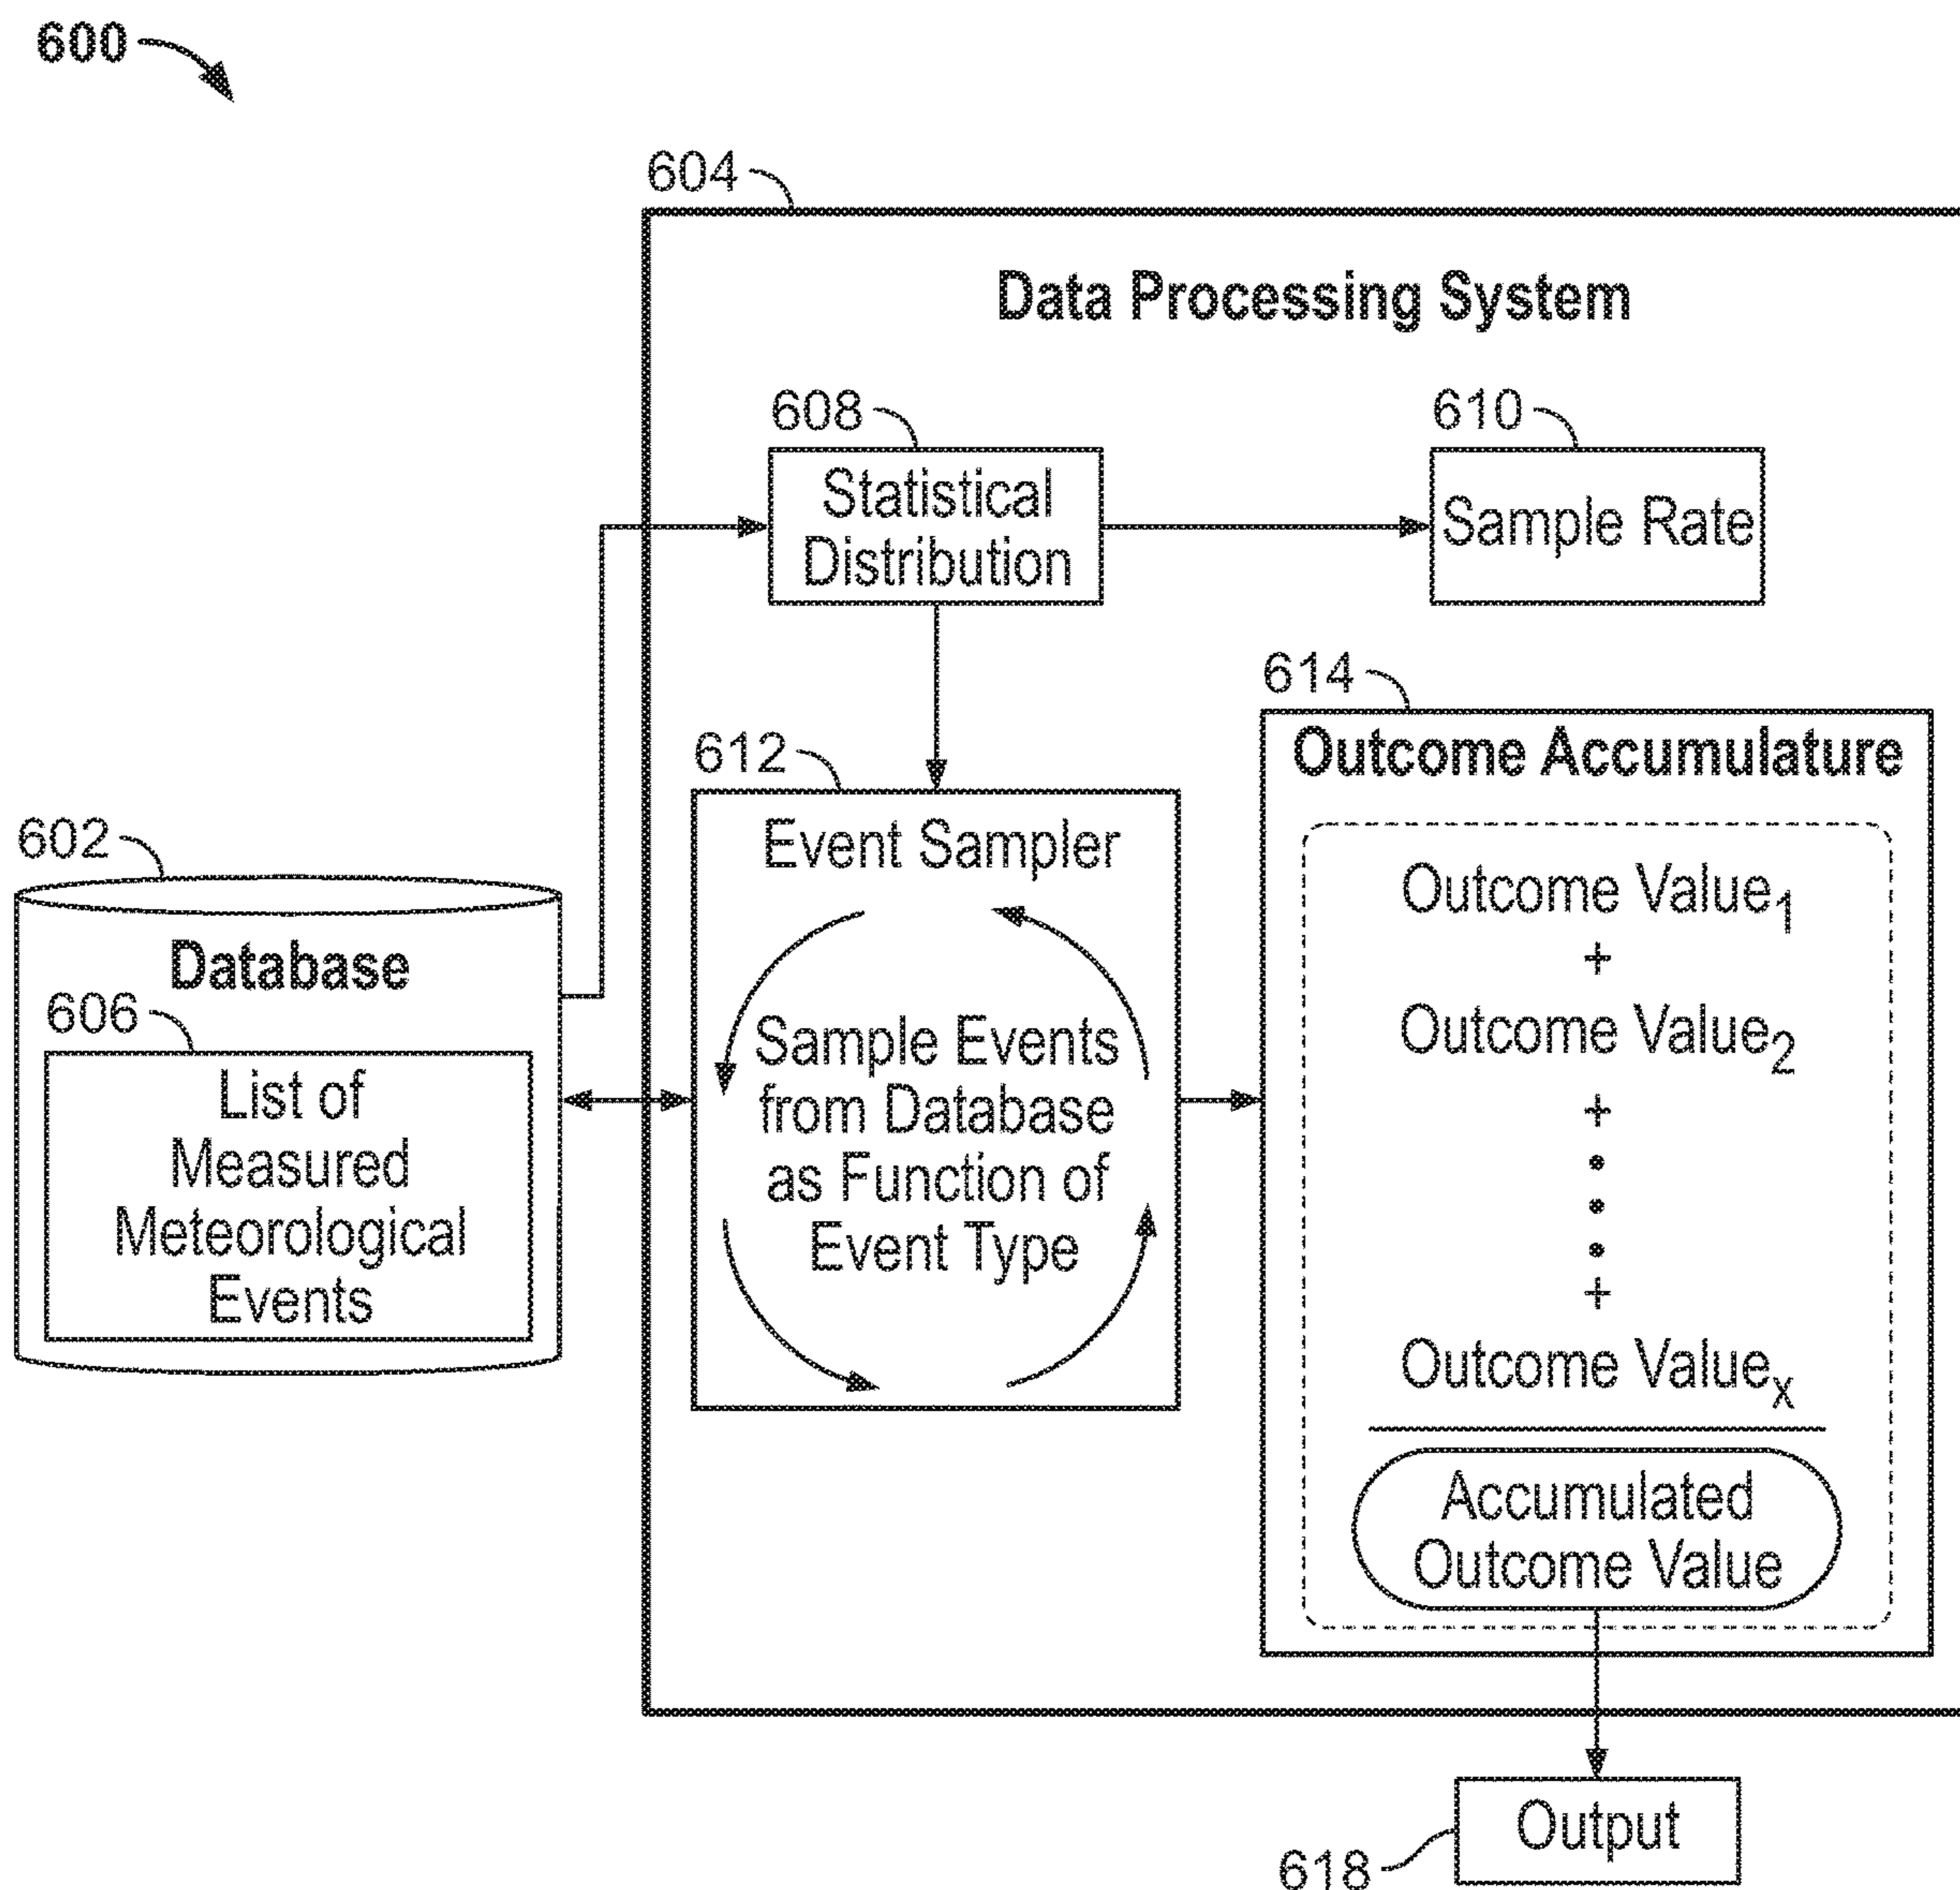 600
604
Data Processing System
608
Statistical
Distribution
610
Sample Rate
614
Outcome Accumulature
Outcome Value1
+
Outcome Value2
+
+
Outcome Valuex
Accumulated
Outcome Value
612
Event Sampler
Sample Events
from Database
as Function of
Event Type
602
Database
606
List of
Measured
Meteorological
Events
Output
618